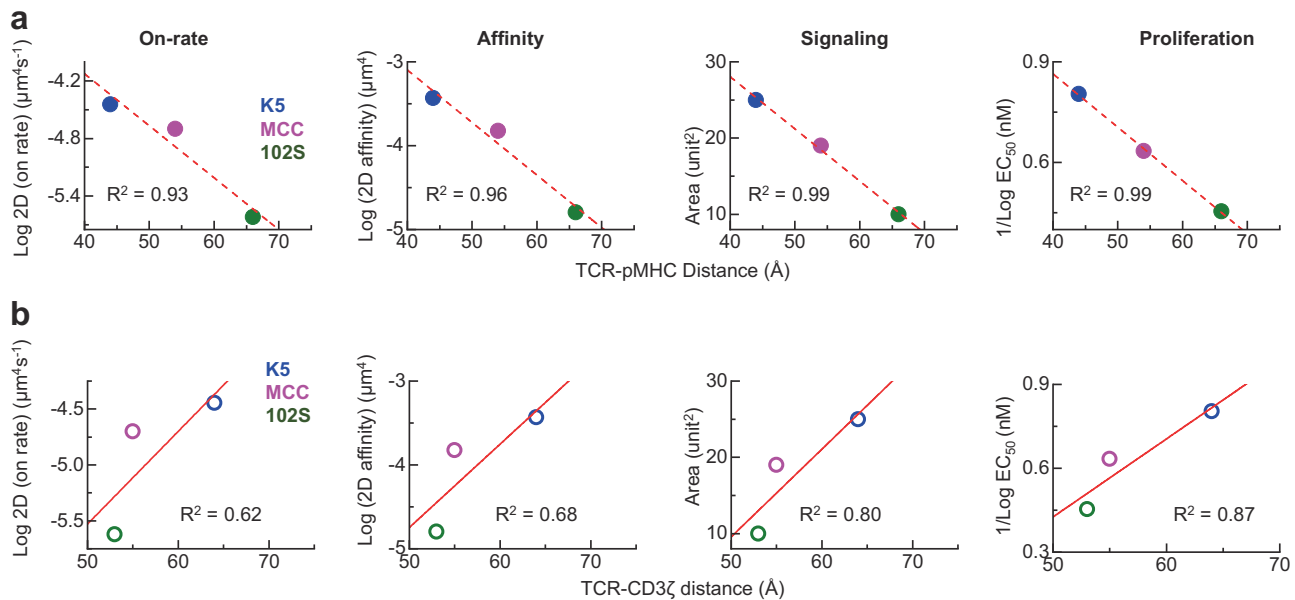 a
On-rate
Affinity
Signaling
Proliferation
Log 2D (on rate) (µm⁴s⁻¹)
-4.2
-4.8
-5.4
K5
MCC
102S
R² = 0.93
40 50 60 70
Log (2D affinity) (µm⁴)
-3
-4
-5
R² = 0.96
40 50 60 70
Area (unit²)
30
20
10
R² = 0.99
40 50 60 70
1/Log EC₅₀ (nM)
0.9
0.6
R² = 0.99
40 50 60 70
TCR-pMHC Distance (Å)
b
Log 2D (on rate) (µm⁴s⁻¹)
-4.5
-5.0
-5.5
K5
MCC
102S
R² = 0.62
50 60 70
Log (2D affinity) (µm⁴)
-3
-4
-5
R² = 0.68
50 60 70
Area (unit²)
30
20
10
R² = 0.80
50 60 70
1/Log EC₅₀ (nM)
0.9
0.6
0.3
R² = 0.87
50 60 70
TCR-CD3ζ distance (Å)